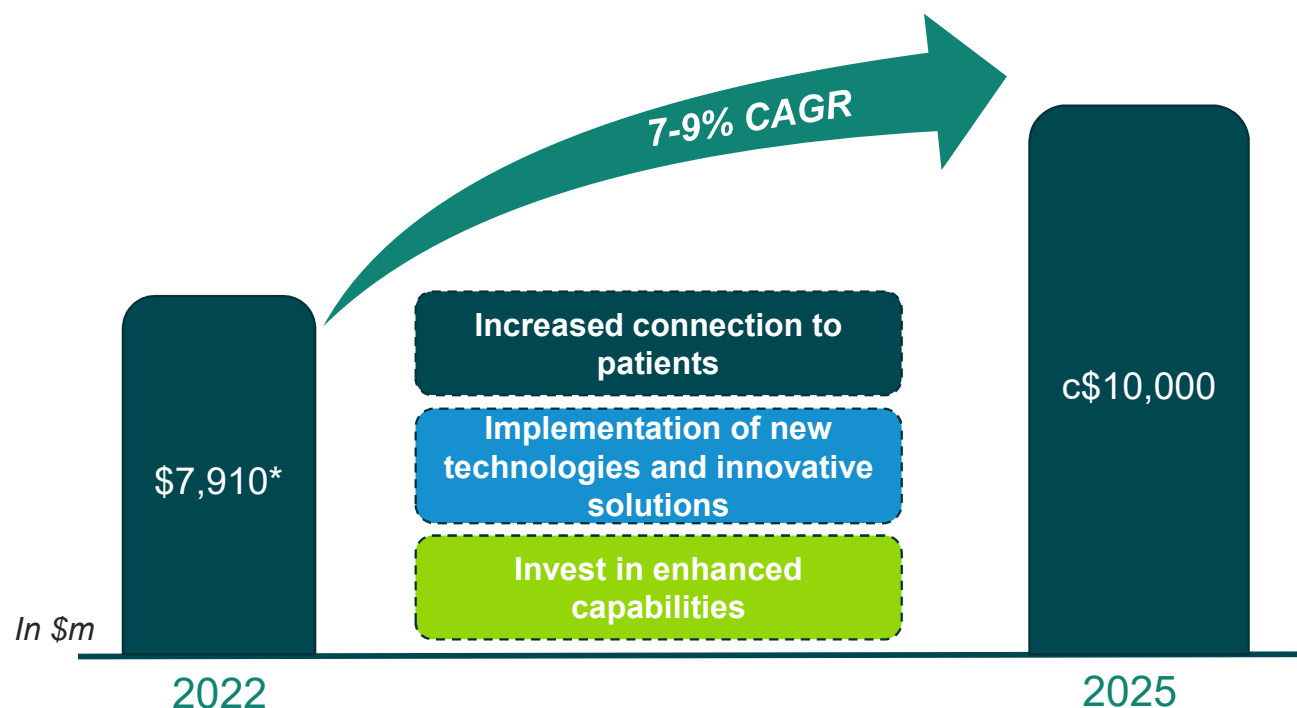 7-9% CAGR
Increased connection to
patients
c$10,000
Implementation of new
technologies and innovative
solutions
$7,910*
Invest in enhanced
capabilities
In $m
2022
2025